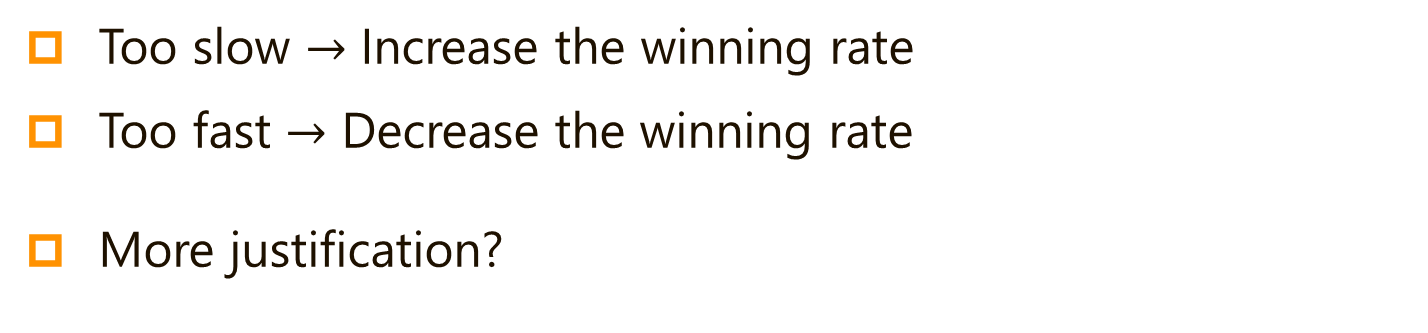 Too slow → Increase the winning rate
Too fast → Decrease the winning rate
More justification?